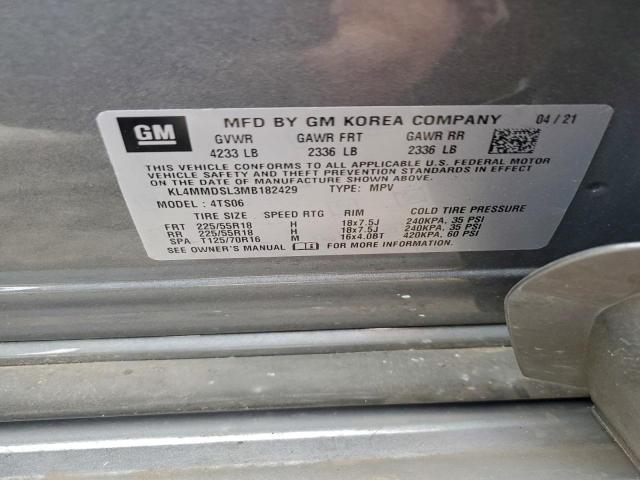 GM MFD BY GM KOREA COMPANY 04/21
GVWR GAWR FRT GAWR RR
4233 LB 2336 LB 2336 LB
THIS VEHICLE CONFORMS TO ALL APPLICABLE U.S. FEDERAL MOTOR
VEHICLE SAFETY AND THEFT PREVENTION STANDARDS IN EFFECT
ON THE DATE OF MANUFACTURE SHOWN ABOVE.
KL4MMDSL3MB182429 TYPE: MPV
MODEL: 4TS06
TIRE SIZE SPEED RTG RIM COLD TIRE PRESSURE
FRT 225/55R18 H 18x7.5J 240KPA, 35 PSI
RR 225/55R18 H 18x7.5J 240KPA, 35 PSI
SPA T125/70R16 M 16x4.0BT 420KPA, 60 PSI
SEE OWNER'S MANUAL FOR ADDITIONAL INFORMATION